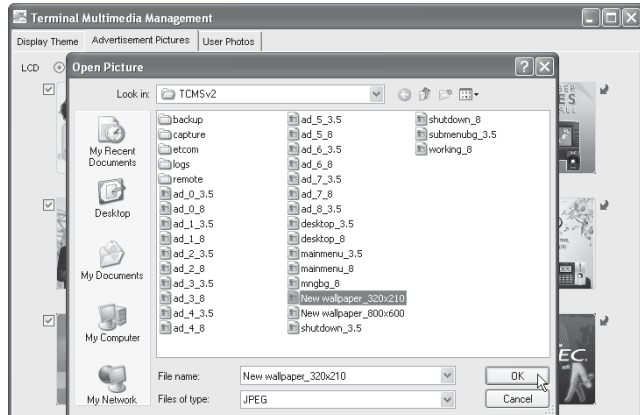 Terminal Multimedia Management
Display Theme Advertisement Pictures User Photos
LCD
Open Picture
Look in: TCMSv2
My Recent Documents
Desktop
My Documents
My Computer
My Network
backup
capture
etcom
logs
remote
ad_0_3.5
ad_0_8
ad_1_3.5
ad_1_8
ad_2_3.5
ad_2_8
ad_3_3.5
ad_3_8
ad_4_3.5
ad_4_8
ad_5_3.5
ad_5_8
ad_6_3.5
ad_6_8
ad_7_3.5
ad_7_8
ad_8_3.5
desktop_3.5
desktop_8
mainmenu_3.5
mainmenu_8
mngbg_8
New wallpaper_320x210
New wallpaper_800x600
shutdown_3.5
shutdown_8
submenubg_3.5
working_8
File name: New wallpaper_320x210 OK
Files of type: JPEG Cancel